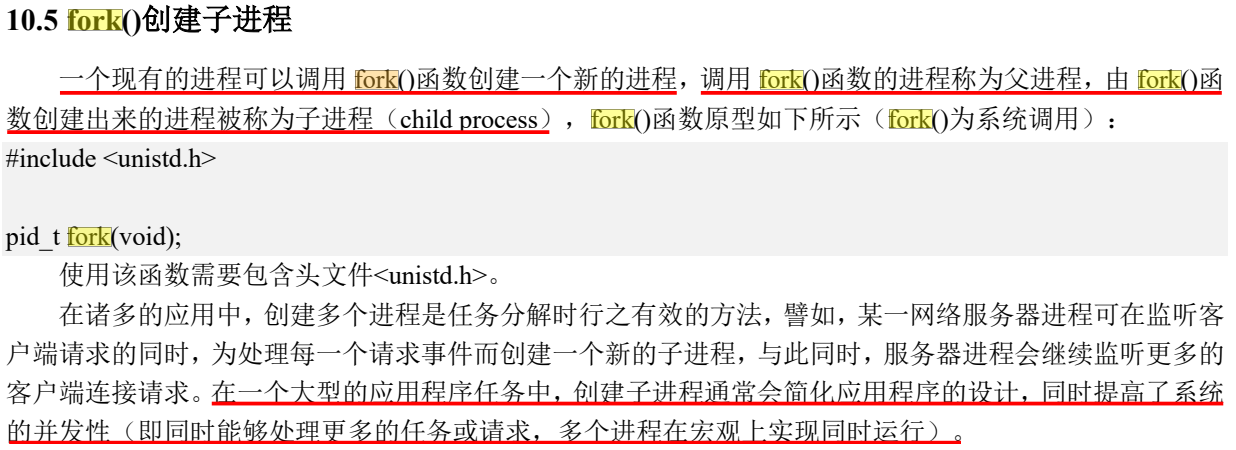 10.5 fork()创建子进程
一个现有的进程可以调用 fork()函数创建一个新的进程，调用 fork()函数的进程称为父进程，由 fork()函
数创建出来的进程被称为子进程（child process），fork()函数原型如下所示（fork()为系统调用）：
#include <unistd.h>
pid_t fork(void);
使用该函数需要包含头文件<unistd.h>。
在诸多的应用中，创建多个进程是任务分解时行之有效的方法，譬如，某一网络服务器进程可在监听客
户端请求的同时，为处理每一个请求事件而创建一个新的子进程，与此同时，服务器进程会继续监听更多的
客户端连接请求。在一个大型的应用程序任务中，创建子进程通常会简化应用程序的设计，同时提高了系统
的并发性（即同时能够处理更多的任务或请求，多个进程在宏观上实现同时运行）。